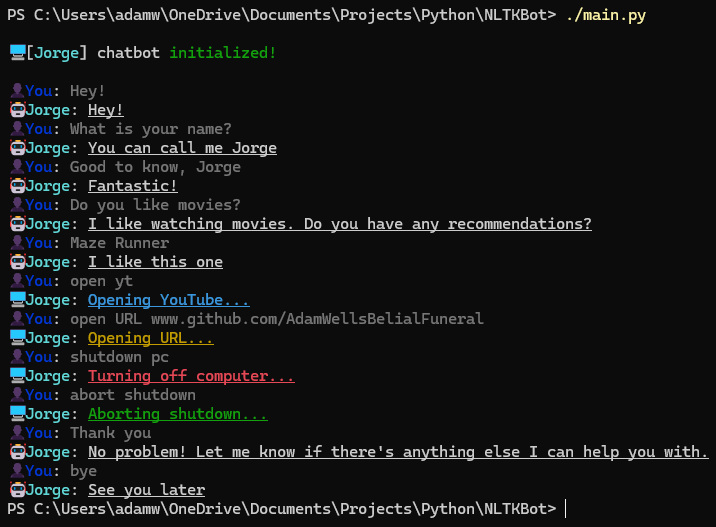 PS C:\Users\adamw\OneDrive\Documents\Projects\Python\NLTKBot> ./main.py
[Jorge] chatbot initialized!
You: Hey!
Jorge: Hey!
You: What is your name?
Jorge: You can call me Jorge
You: Good to know, Jorge
Jorge: Fantastic!
You: Do you like movies?
Jorge: I like watching movies. Do you have any recommendations?
You: Maze Runner
Jorge: I like this one
You: open yt
Jorge: Opening YouTube...
You: open URL www.github.com/AdamWellsBelialFuneral
Jorge: Opening URL...
You: shutdown pc
Jorge: Turning off computer...
You: abort shutdown
Jorge: Aborting shutdown...
You: Thank you
Jorge: No problem! Let me know if there's anything else I can help you with.
You: bye
Jorge: See you later
PS C:\Users\adamw\OneDrive\Documents\Projects\Python\NLTKBot>